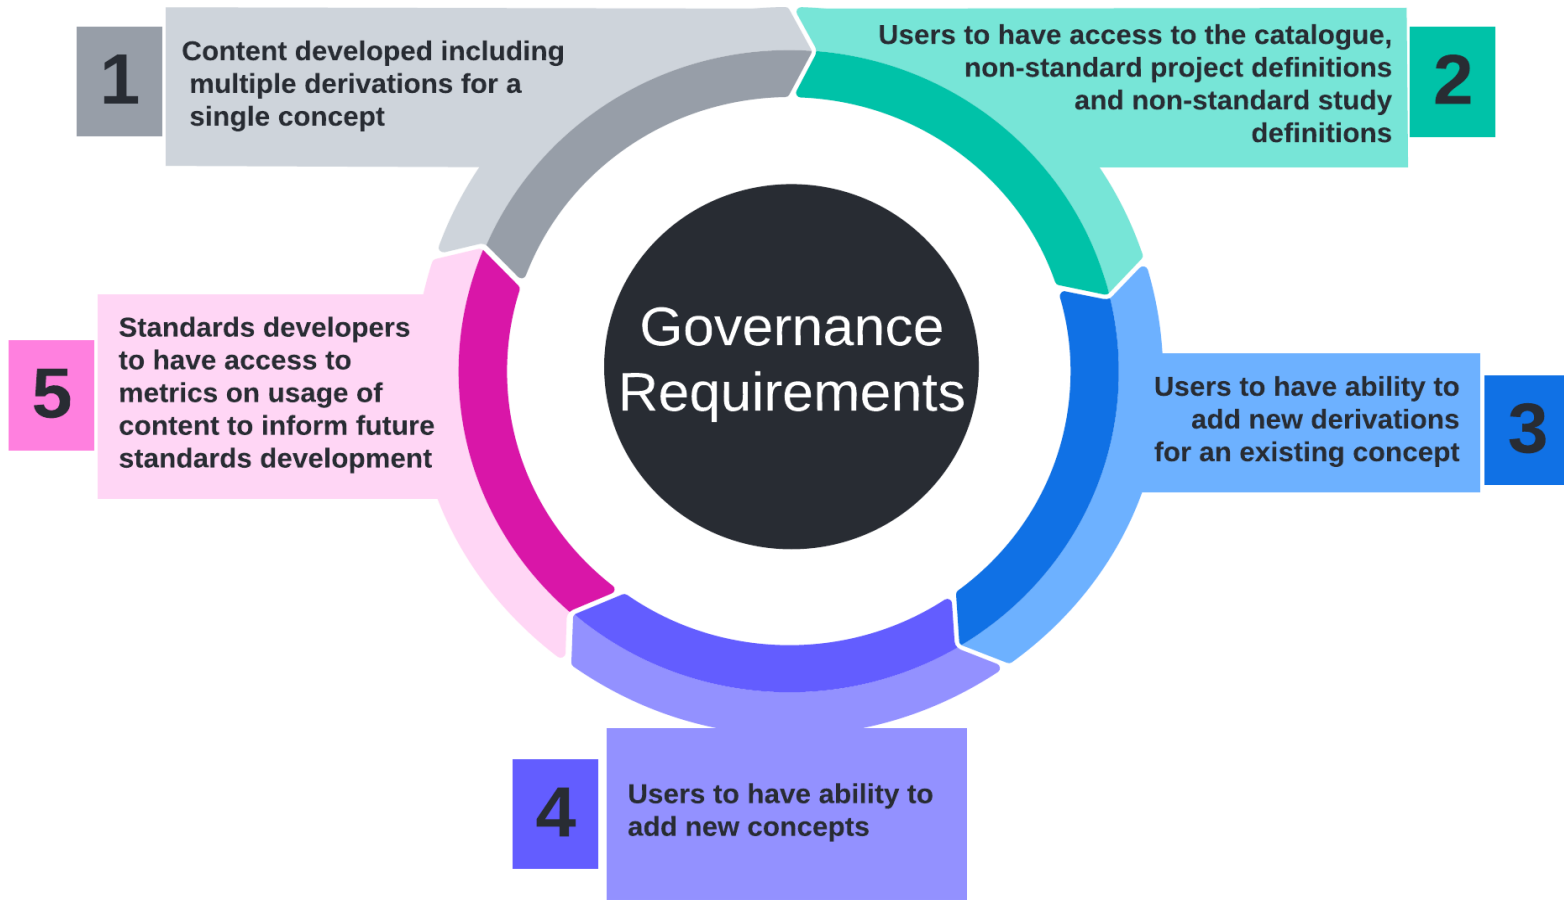 1
Content developed including
multiple derivations for a
single concept
2
Users to have access to the catalogue,
non-standard project definitions
and non-standard study
definitions
Governance
Requirements
3
Users to have ability to
add new derivations
for an existing concept
4
Users to have ability to
add new concepts
5
Standards developers
to have access to
metrics on usage of
content to inform future
standards development